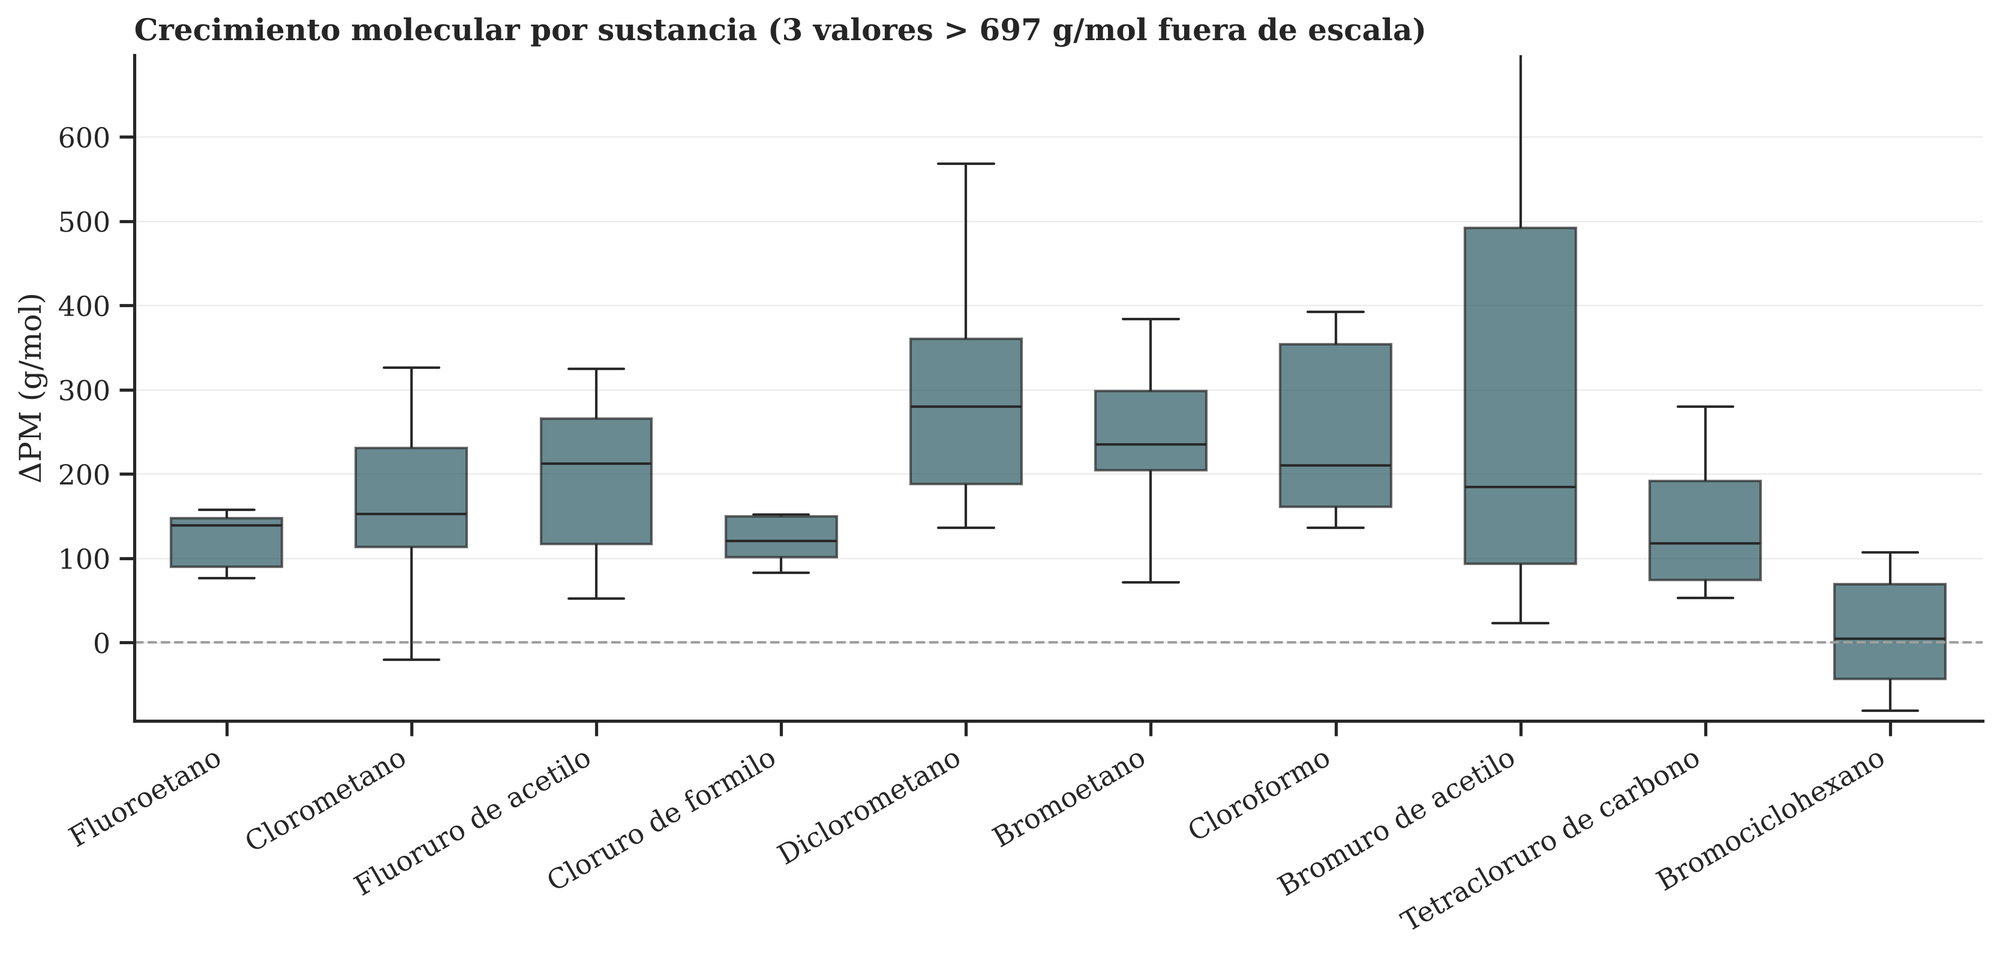 Crecimiento molecular por sustancia (3 valores > 697 g/mol fuera de escala)
ΔPM (g/mol)
600
500
400
300
200
100
0
Fluoroetano
Clorometano
Fluoruro de acetilo
Cloruro de formilo
Diclorometano
Bromoetano
Cloroformo
Bromuro de acetilo
Tetracloruro de carbono
Bromociclohexano